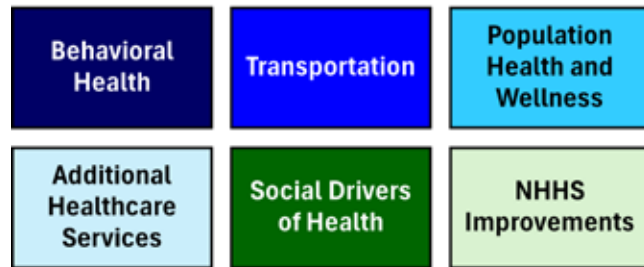 Behavioral
Health
Transportation
Population
Health and
Wellness
Additional
Healthcare
Services
Social Drivers
of Health
NHHS
Improvements